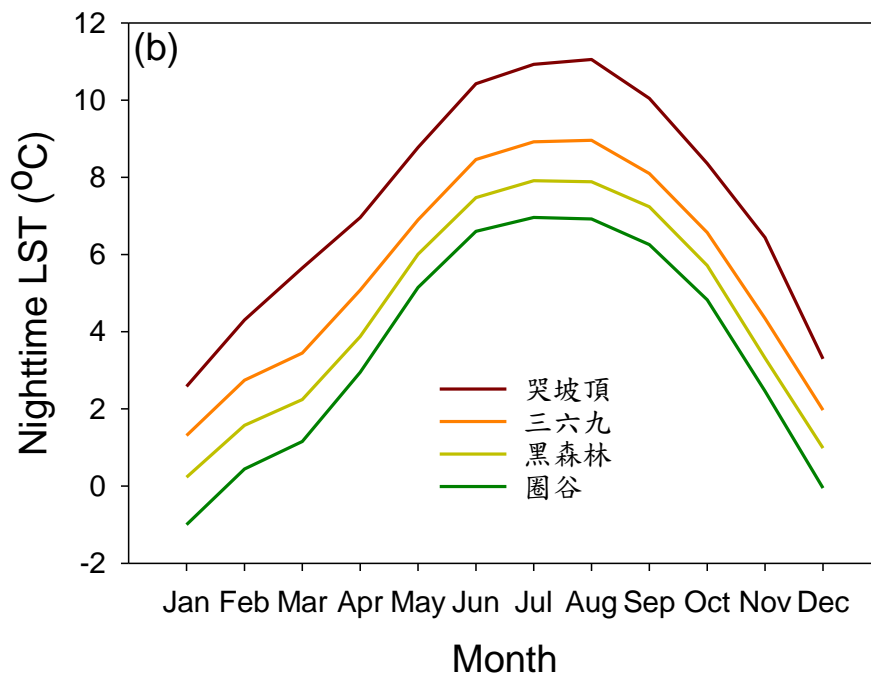 (b)
12
10
8
6
4
2
0
-2
Nighttime LST (ºC)
哭坡頂
三六九
黑森林
圈谷
Jan Feb Mar Apr May Jun Jul Aug Sep Oct Nov Dec
Month